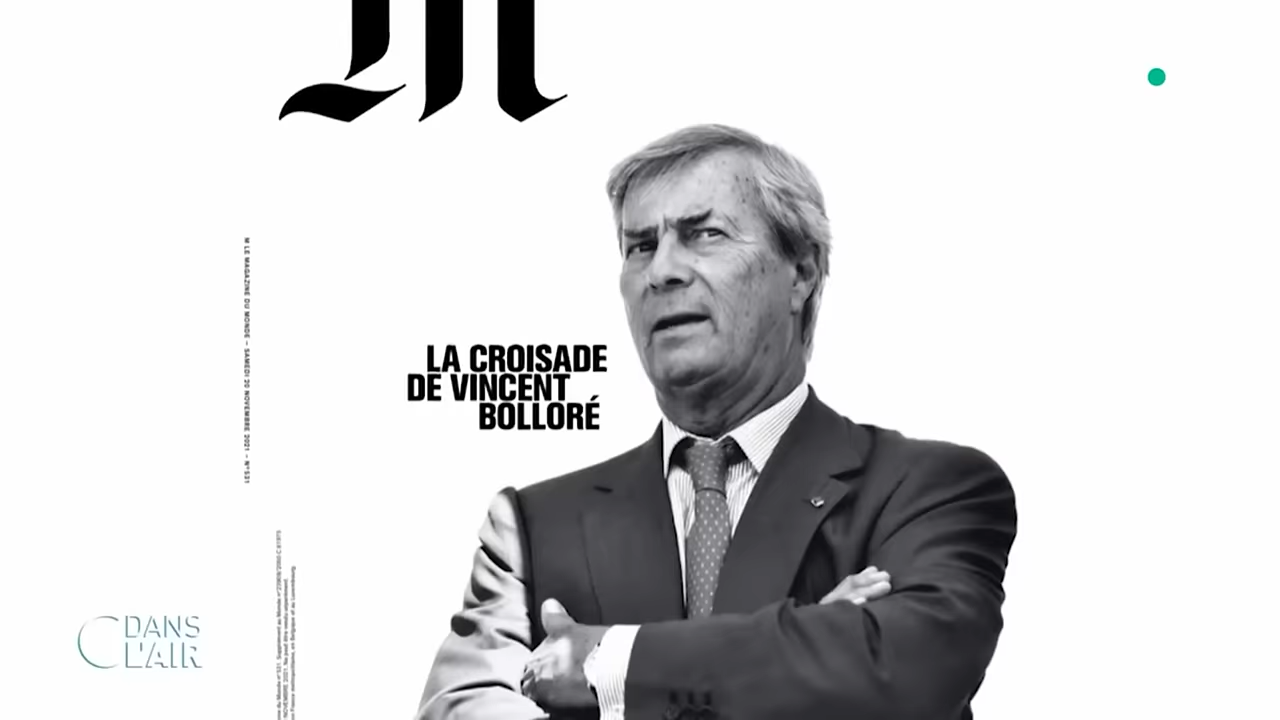 M
LA CROISADE
DE VINCENT
BOLLORÉ
M LE MAGAZINE DU MONDE – SAMEDI 20 NOVEMBRE 2021 – N° 531
C DANS
L'AIR